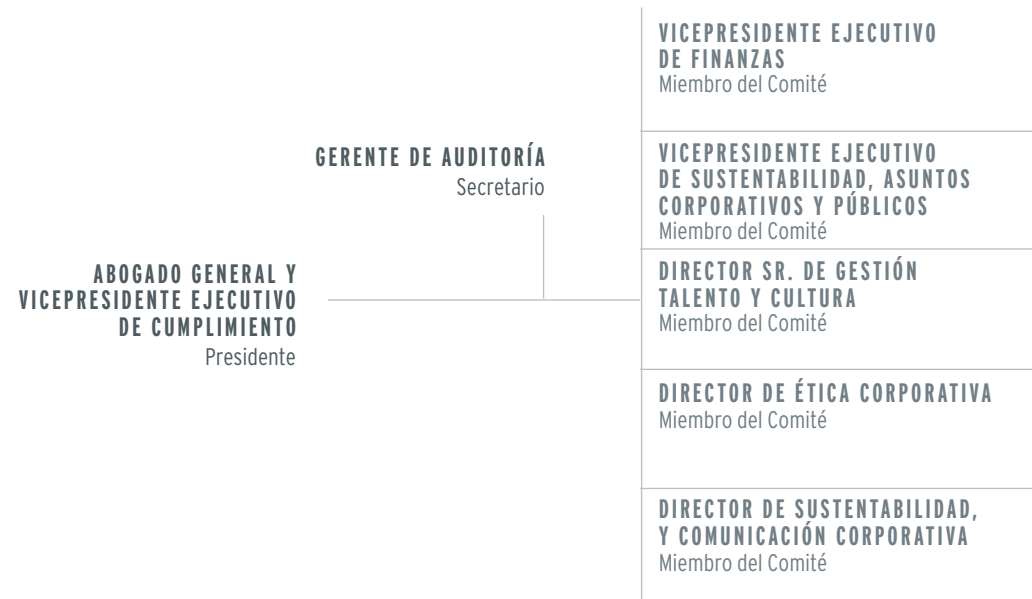 ABOGADO GENERAL Y
VICEPRESIDENTE EJECUTIVO
DE CUMPLIMIENTO
Presidente
GERENTE DE AUDITORÍA
Secretario
VICEPRESIDENTE EJECUTIVO
DE FINANZAS
Miembro del Comité
VICEPRESIDENTE EJECUTIVO
DE SUSTENTABILIDAD, ASUNTOS
CORPORATIVOS Y PÚBLICOS
Miembro del Comité
DIRECTOR SR. DE GESTIÓN
TALENTO Y CULTURA
Miembro del Comité
DIRECTOR DE ÉTICA CORPORATIVA
Miembro del Comité
DIRECTOR DE SUSTENTABILIDAD,
Y COMUNICACIÓN CORPORATIVA
Miembro del Comité